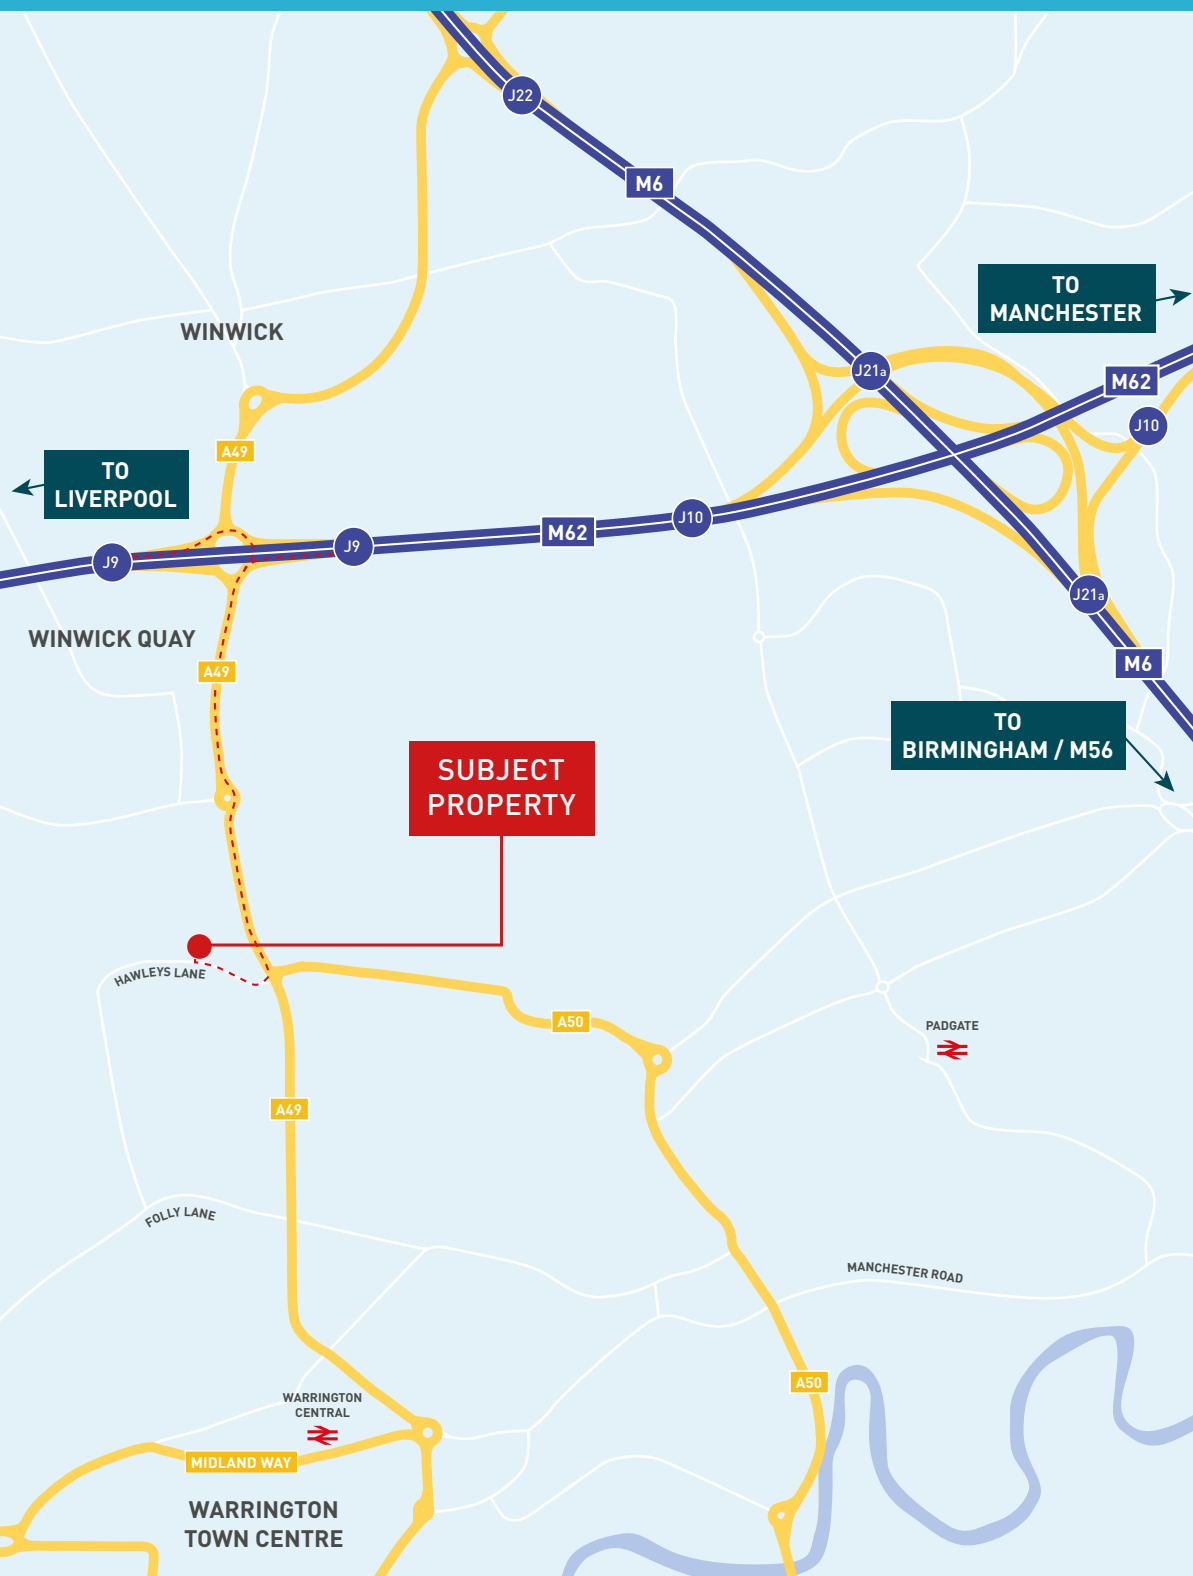 J22
M6
TO
MANCHESTER
WINWICK
J21a
M62
J10
A49
TO
LIVERPOOL
J10
M62
J9
J9
J21a
WINWICK QUAY
M6
A49
TO
BIRMINGHAM / M56
SUBJECT
PROPERTY
HAWLEYS LANE
A50
PADGATE
A49
FOLLY LANE
MANCHESTER ROAD
A50
WARRINGTON
CENTRAL
MIDLAND WAY
WARRINGTON
TOWN CENTRE